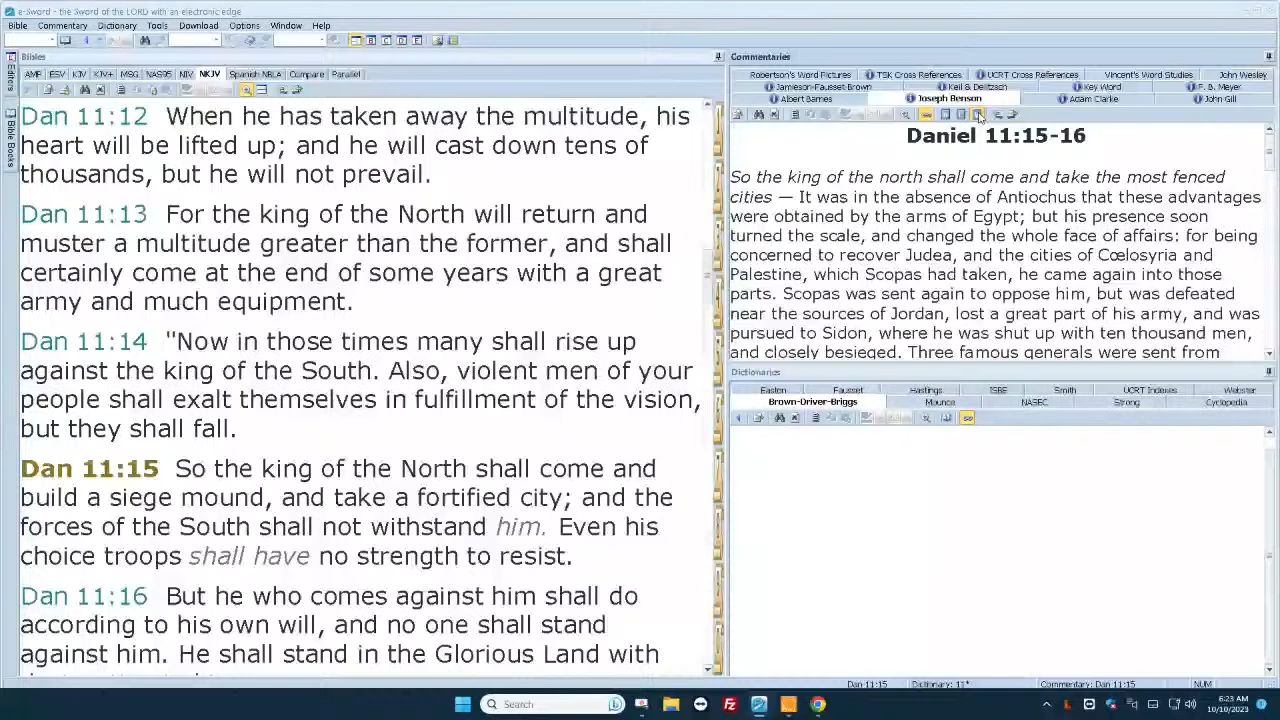 e-Sword - the Sword of the LORD with an electronic edge
Bible Commentary Dictionary Tools Download Options Window Help
Bibles
AMP ESV KJV KJV+ MSG NAS95 NIV NKJV Spanish NBLA Compare Parallel
Editors
Bible Books
Dan 11:12 When he has taken away the multitude, his
heart will be lifted up; and he will cast down tens of
thousands, but he will not prevail.
Dan 11:13 For the king of the North will return and
muster a multitude greater than the former, and shall
certainly come at the end of some years with a great
army and much equipment.
Dan 11:14 "Now in those times many shall rise up
against the king of the South. Also, violent men of your
people shall exalt themselves in fulfillment of the vision,
but they shall fall.
Dan 11:15 So the king of the North shall come and
build a siege mound, and take a fortified city; and the
forces of the South shall not withstand him. Even his
choice troops shall have no strength to resist.
Dan 11:16 But he who comes against him shall do
according to his own will, and no one shall stand
against him. He shall stand in the Glorious Land with
Commentaries
Robertson's Word Pictures TSK Cross References UCRT Cross References Vincent's Word Studies John Wesley
Jamieson-Fausset-Brown Keil & Delitzsch Key Word F. B. Meyer
Albert Barnes Joseph Benson Adam Clarke John Gill
Daniel 11:15-16
So the king of the north shall come and take the most fenced
cities — It was in the absence of Antiochus that these advantages
were obtained by the arms of Egypt; but his presence soon
turned the scale, and changed the whole face of affairs: for being
concerned to recover Judea, and the cities of Cœlosyria and
Palestine, which Scopas had taken, he came again into those
parts. Scopas was sent again to oppose him, but was defeated
near the sources of Jordan, lost a great part of his army, and was
pursued to Sidon, where he was shut up with ten thousand men,
and closely besieged. Three famous generals were sent from
Dictionaries
Easton Fausset Hastings ISBE Smith UCRT Indexes Webster
Brown-Driver-Briggs Mounce NASEC Strong Cyclopedia
Dan 11:15 Dictionary: 11* Commentary: Dan 11:15 NUM
Search
6:23 AM
10/10/2023